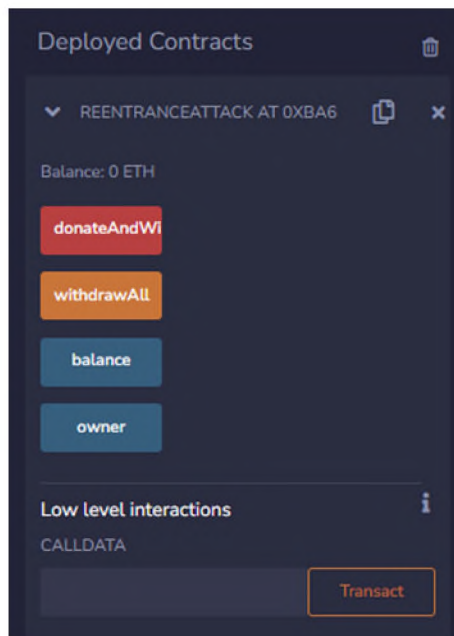 Deployed Contracts
REENTRANCEATTACK AT 0XBA6
Balance: 0 ETH
donateAndWi
withdrawAll
balance
owner
Low level interactions
CALLDATA
Transact